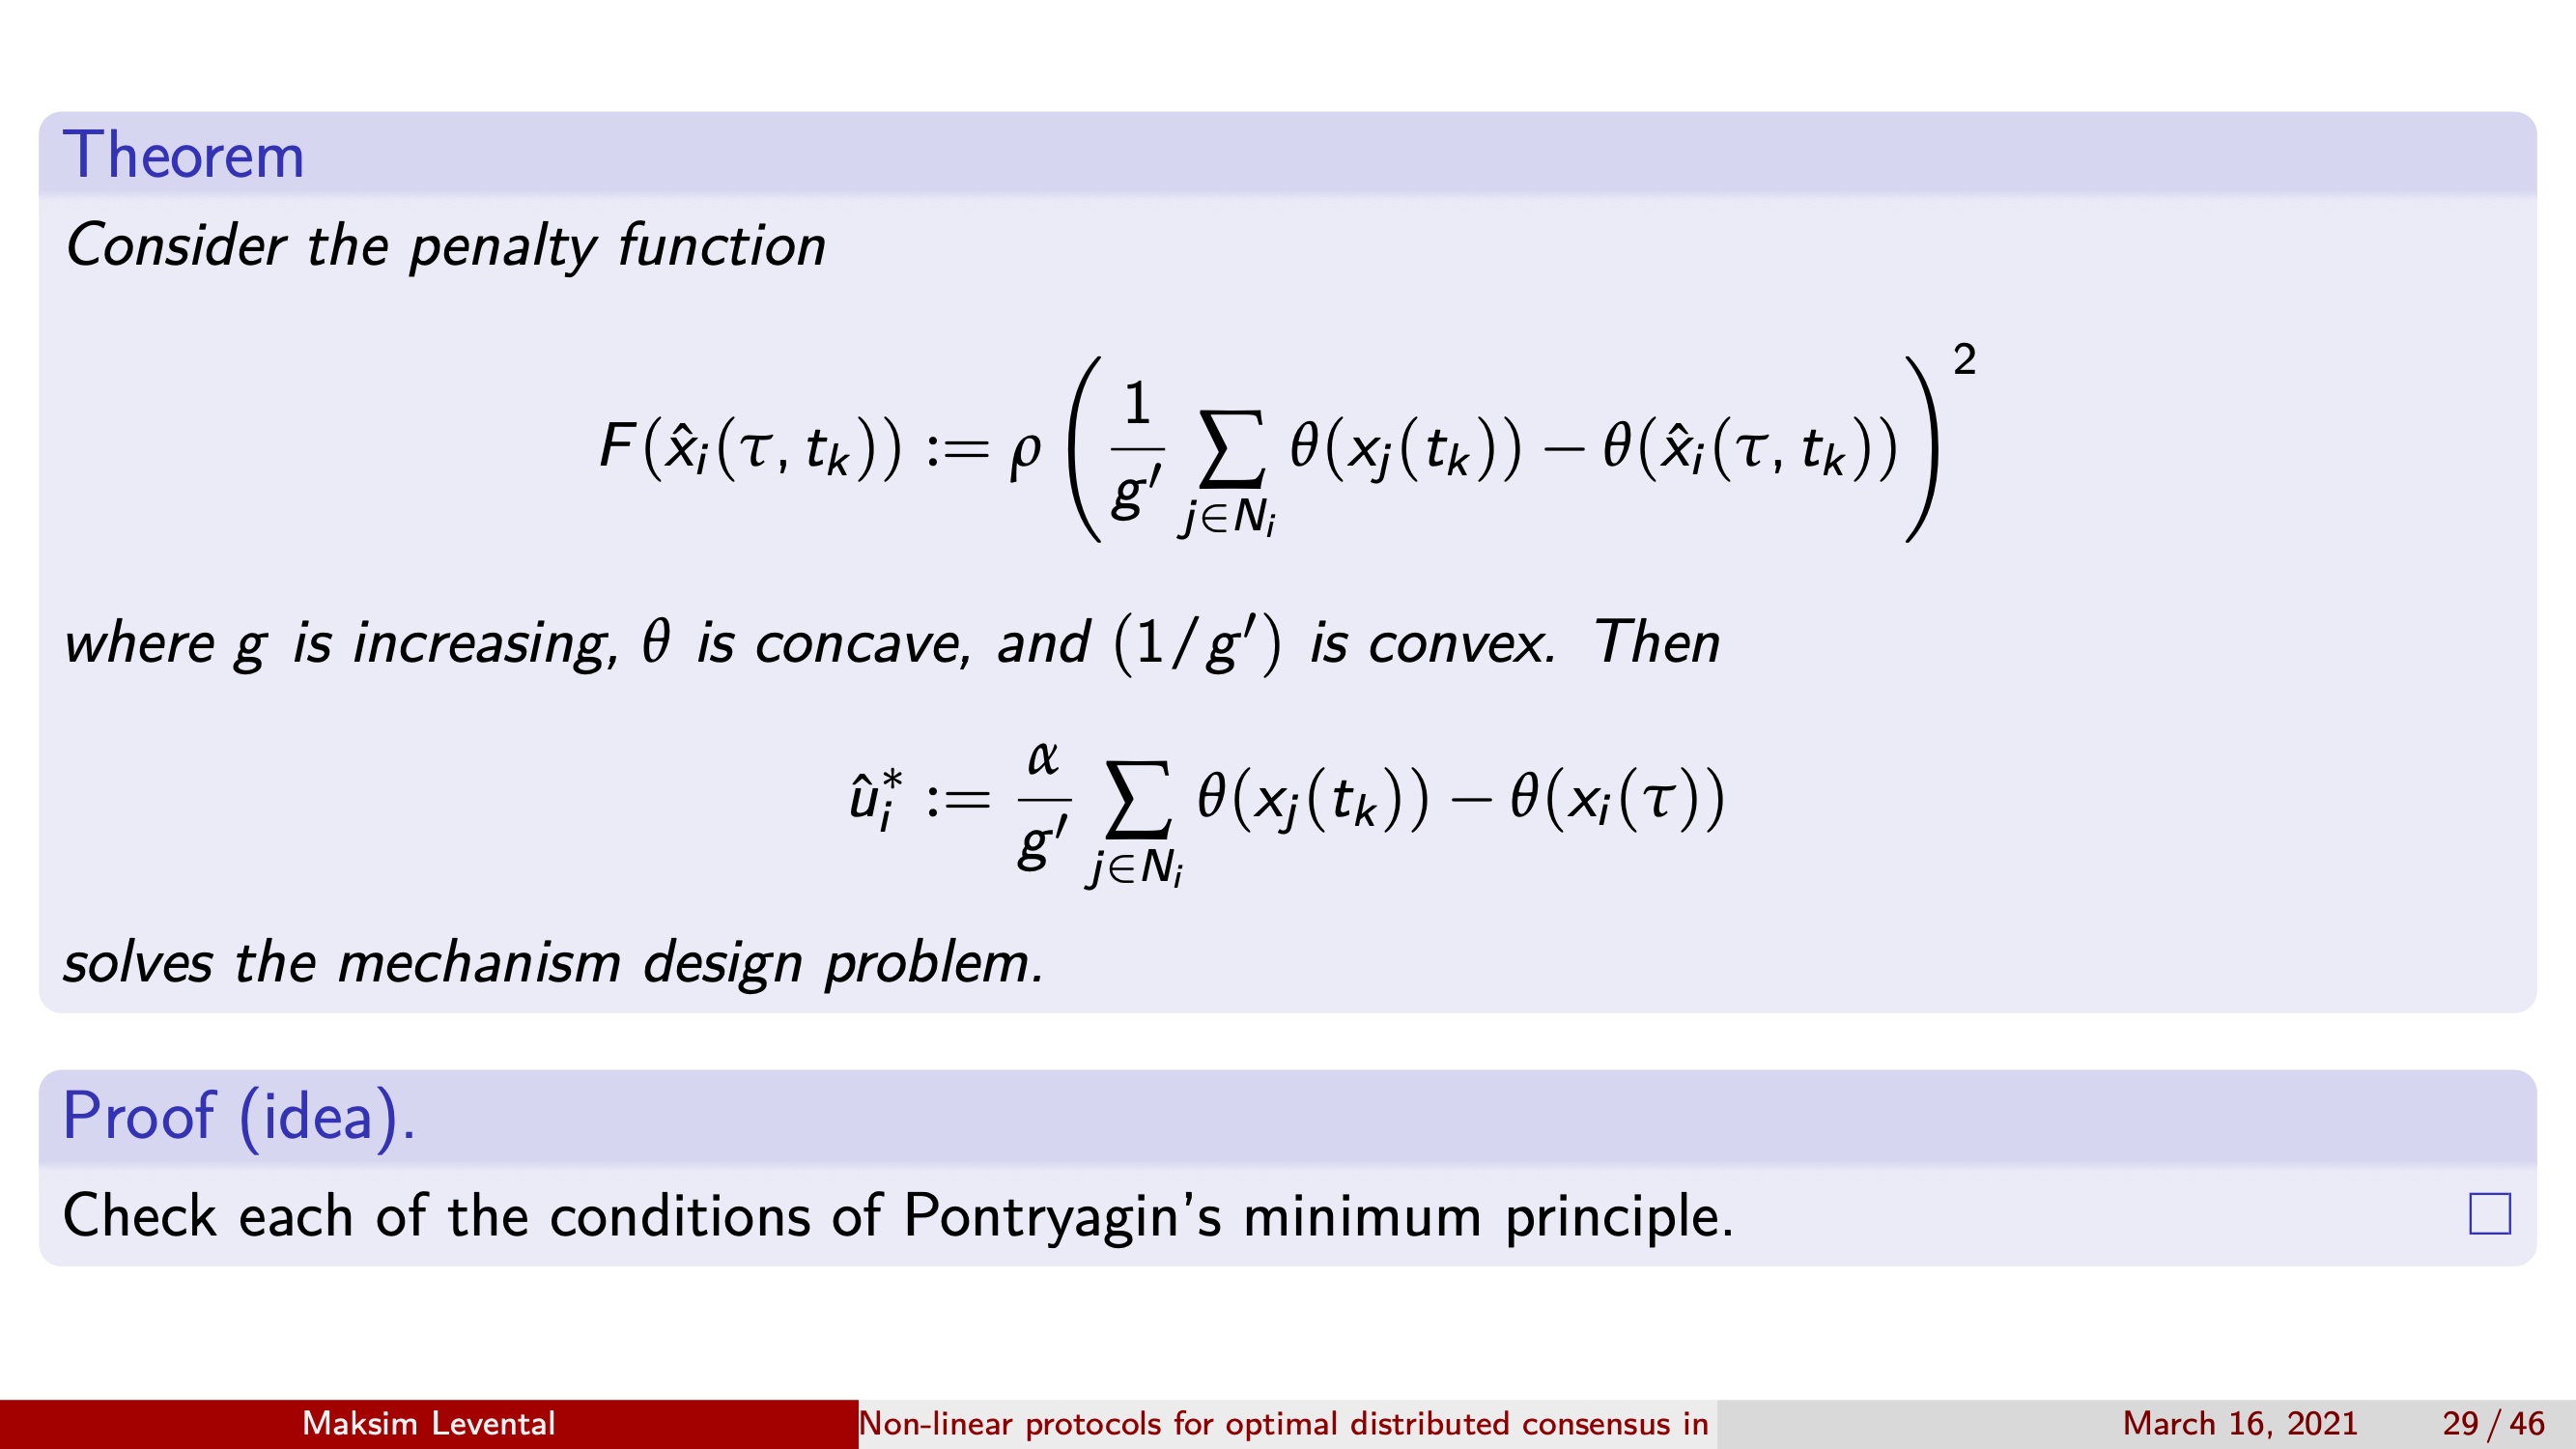 Theorem
Consider the penalty function
F(x̂ᵢ(τ, tₖ)) := ρ ( 1/g′ ∑_{j∈Nᵢ} θ(xⱼ(tₖ)) − θ(x̂ᵢ(τ, tₖ)) )²
where g is increasing, θ is concave, and (1/g′) is convex. Then
ûᵢ* := α/g′ ∑_{j∈Nᵢ} θ(xⱼ(tₖ)) − θ(xᵢ(τ))
solves the mechanism design problem.
Proof (idea).
Check each of the conditions of Pontryagin's minimum principle. □
Maksim Levental Non-linear protocols for optimal distributed consensus in March 16, 2021 29 / 46